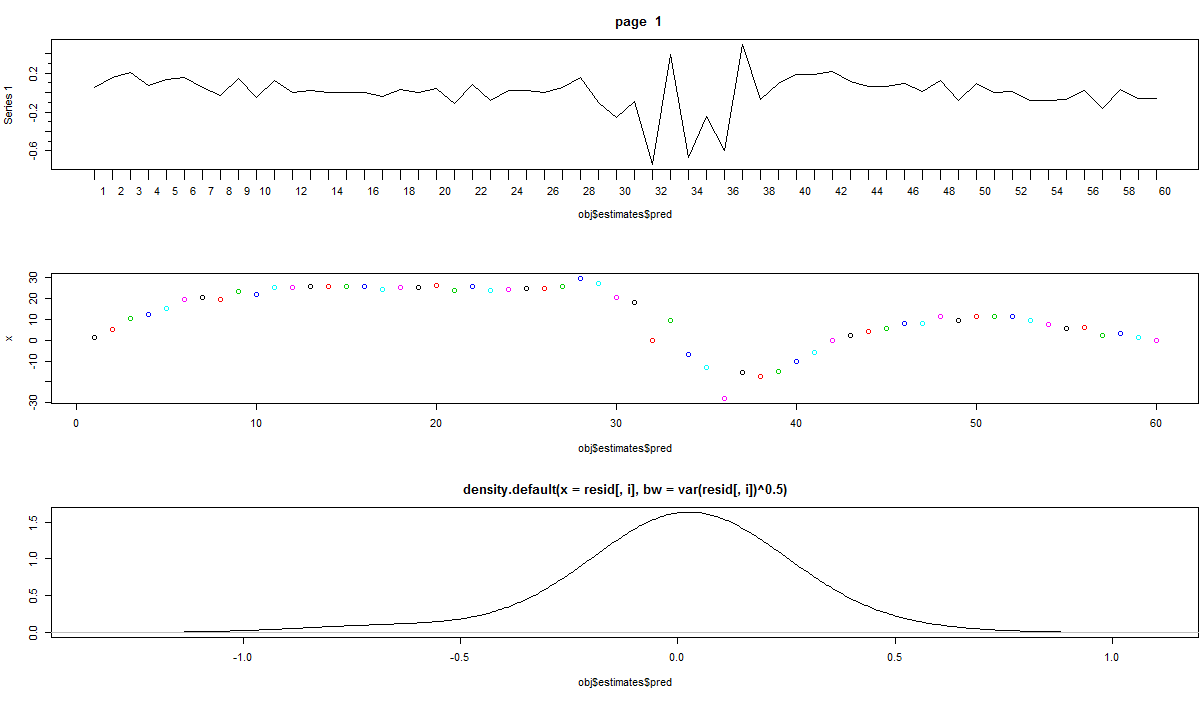 page 1
Series 1
0.2
-0.2
-0.6
1 2 3 4 5 6 7 8 9 10 12 14 16 18 20 22 24 26 28 30 32 34 36 38 40 42 44 46 48 50 52 54 56 58 60
obj$estimates$pred
x
30
20
10
0
-10
-30
0 10 20 30 40 50 60
obj$estimates$pred
density.default(x = resid[, i], bw = var(resid[, i])^0.5)
1.5
1.0
0.5
0.0
-1.0 -0.5 0.0 0.5 1.0
obj$estimates$pred